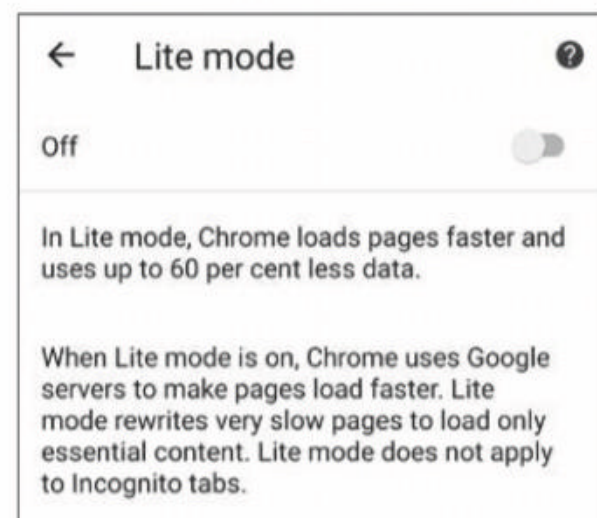 Lite mode
Off
In Lite mode, Chrome loads pages faster and
uses up to 60 per cent less data.
When Lite mode is on, Chrome uses Google
servers to make pages load faster. Lite
mode rewrites very slow pages to load only
essential content. Lite mode does not apply
to Incognito tabs.